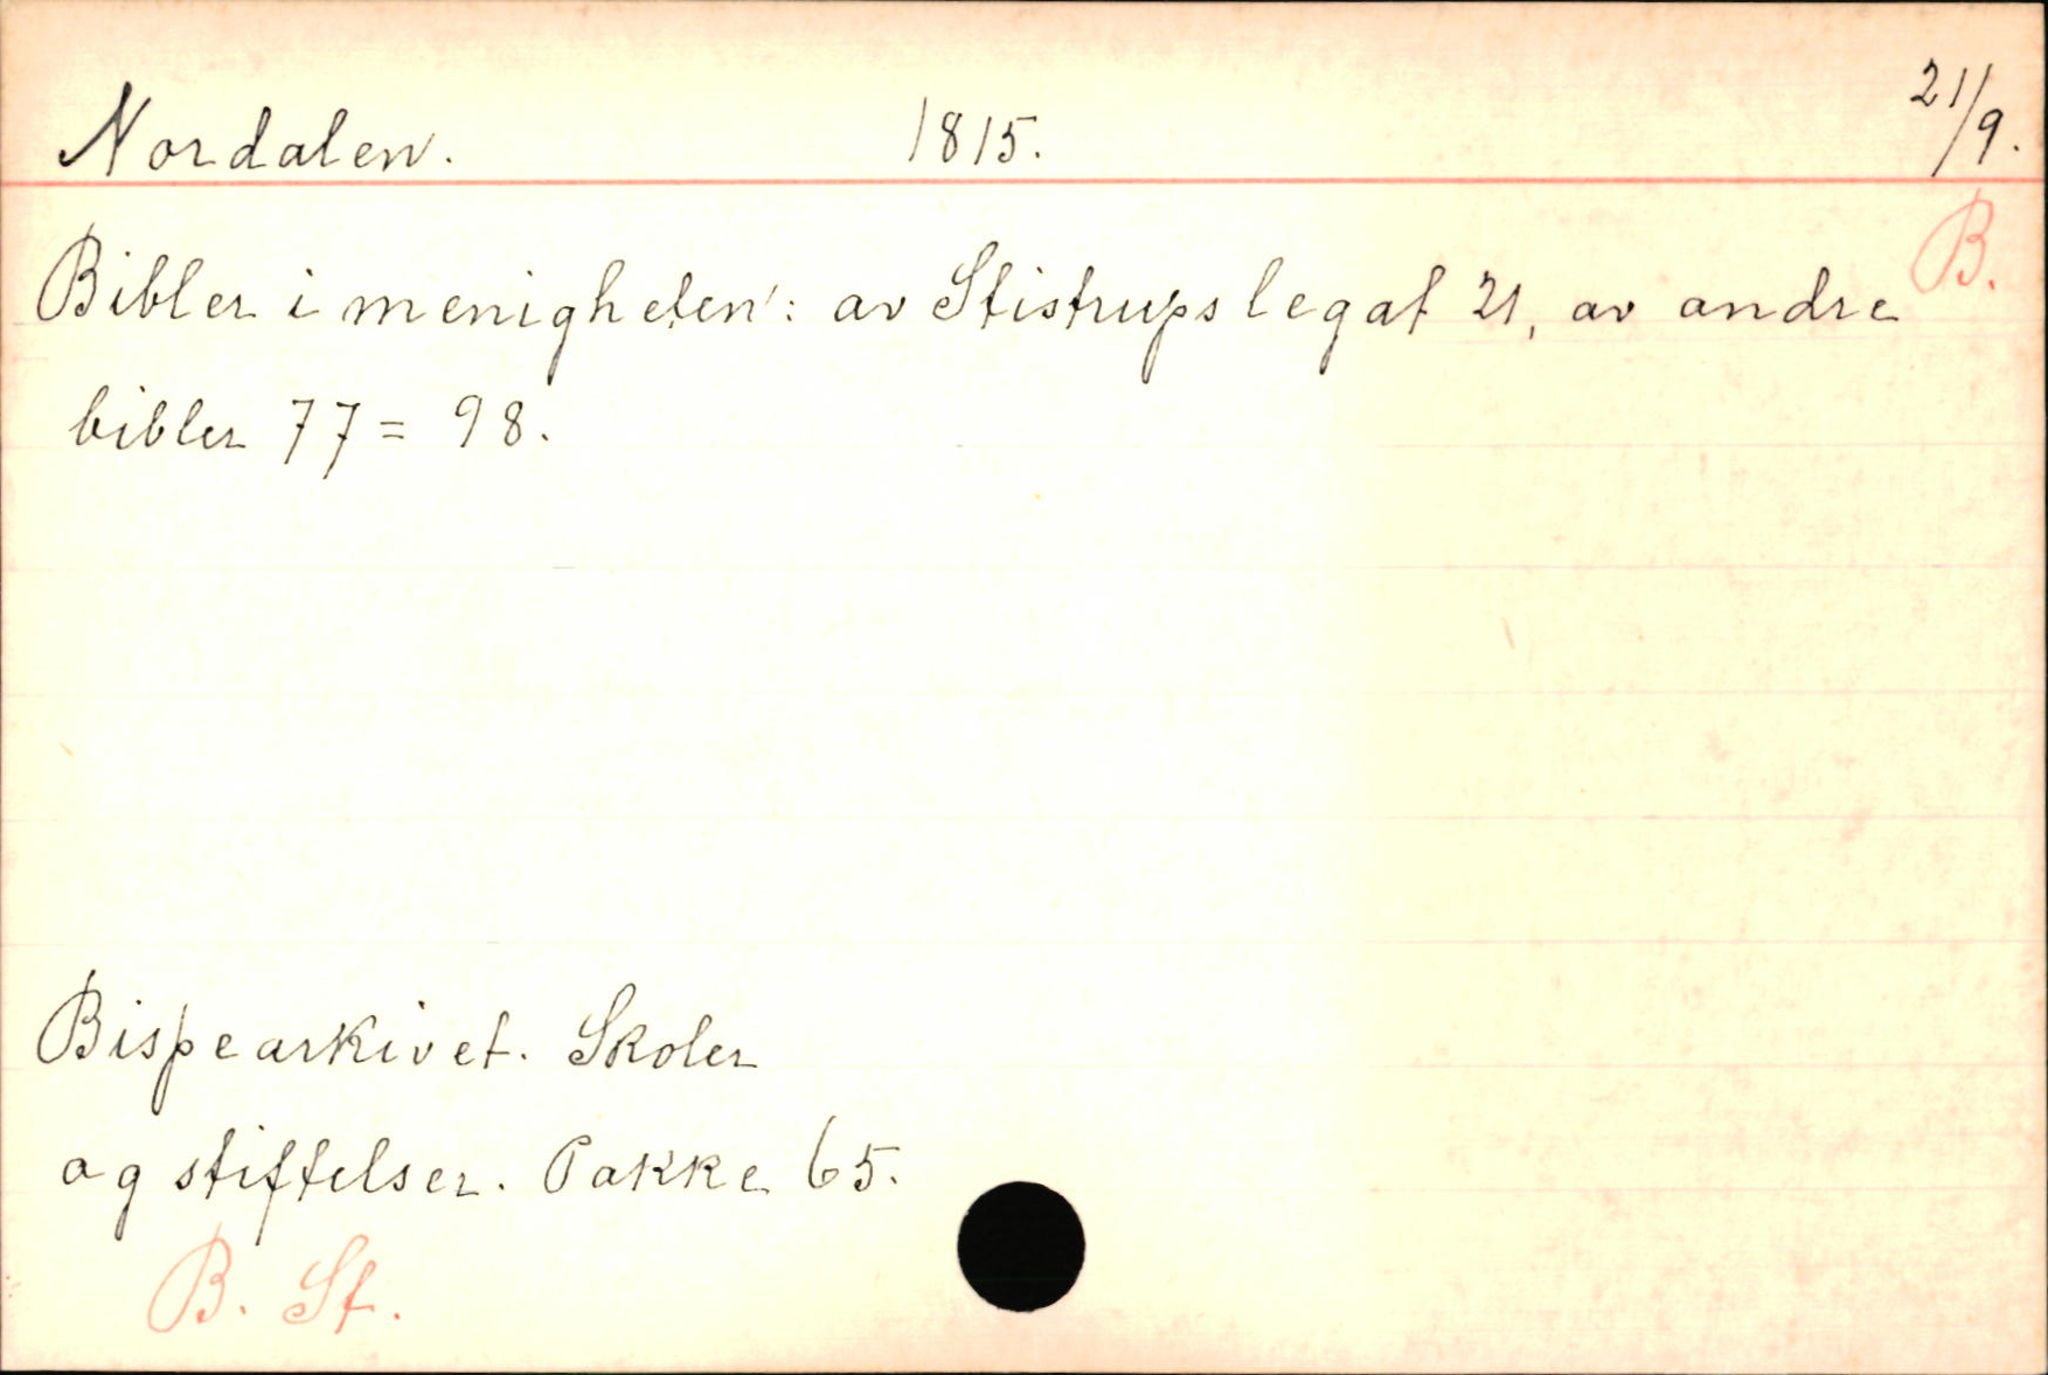 Nordalen. 1815. 21/9.
B.
Bibler i menigheten: av Stistrups legat 21, av andre
bibler 77 = 98.
Bispearkivet. Skoler
og stiftelser. Pakke 65.
B. St.